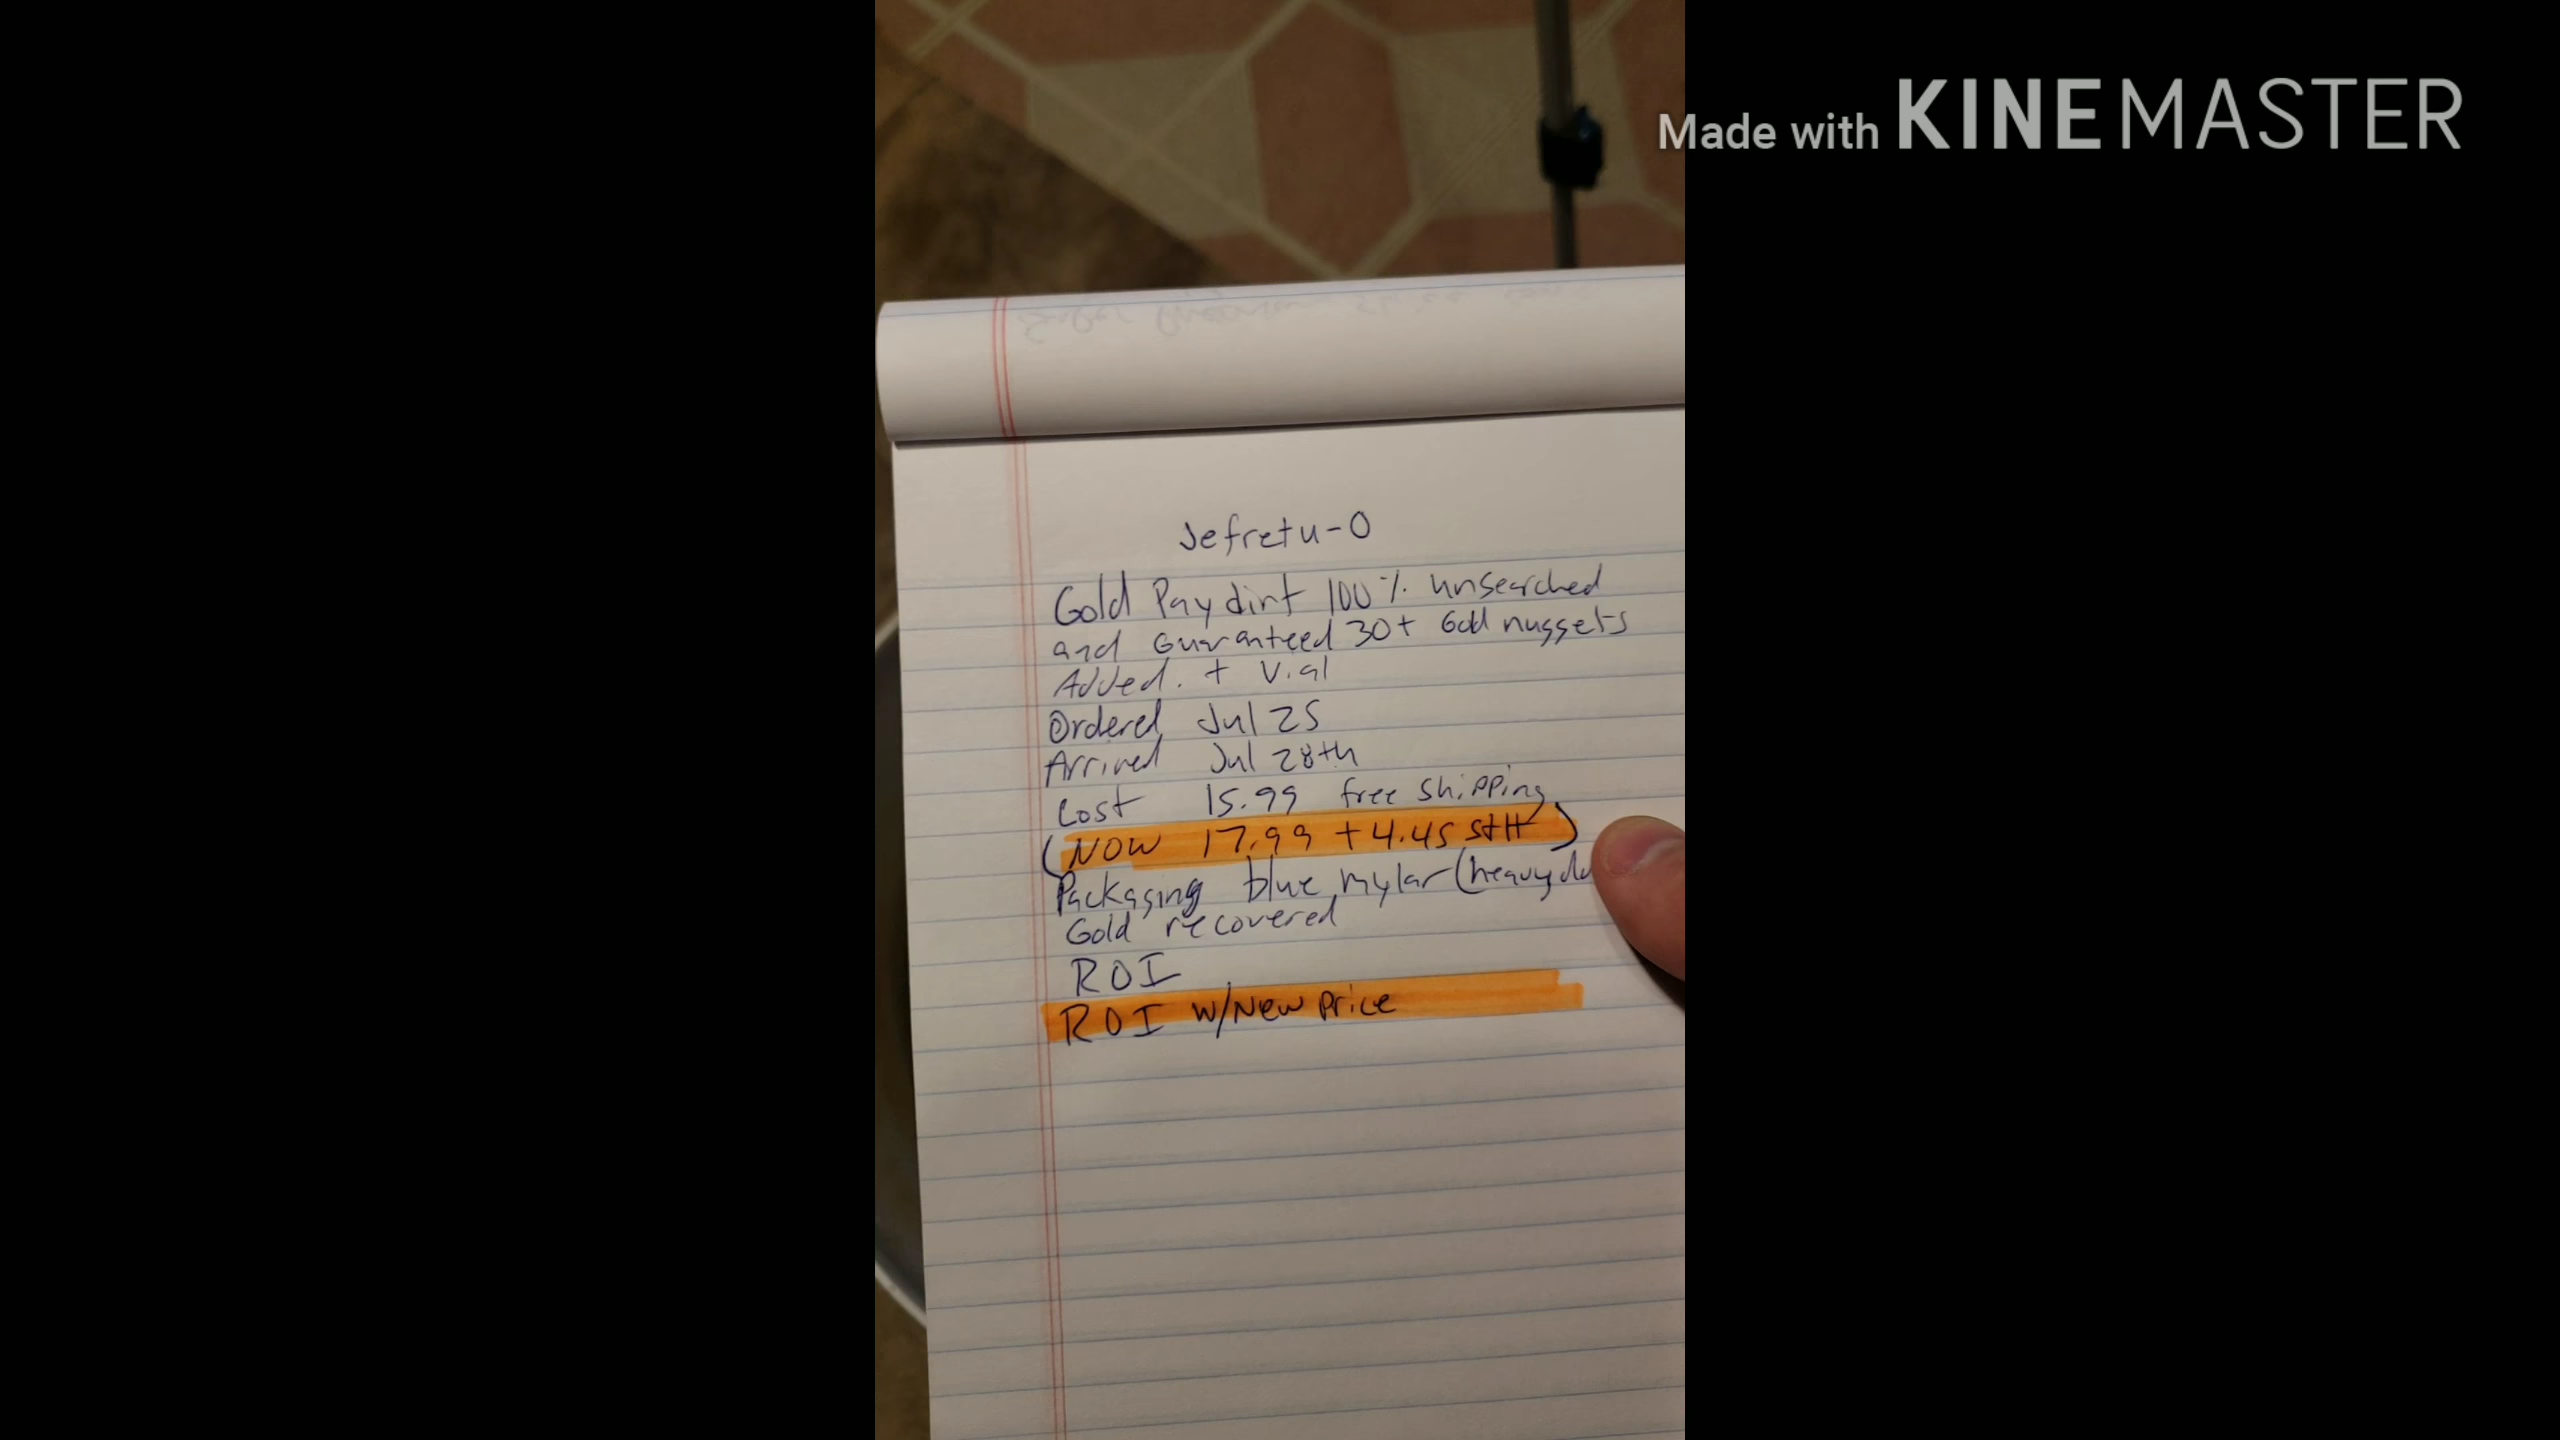 Made with KINEMASTER
Jefretu-0
Gold Paydirt 100% unsearched
and Guaranteed 30+ Gold nuggets
Added. + Vial
Ordered Jul 25
Arrived Jul 28th
Cost 15.99 free shipping
(NOW 17.99 + 4.45 S+H)
Packaging blue mylar (heavy du
Gold recovered
ROI
ROI w/New price